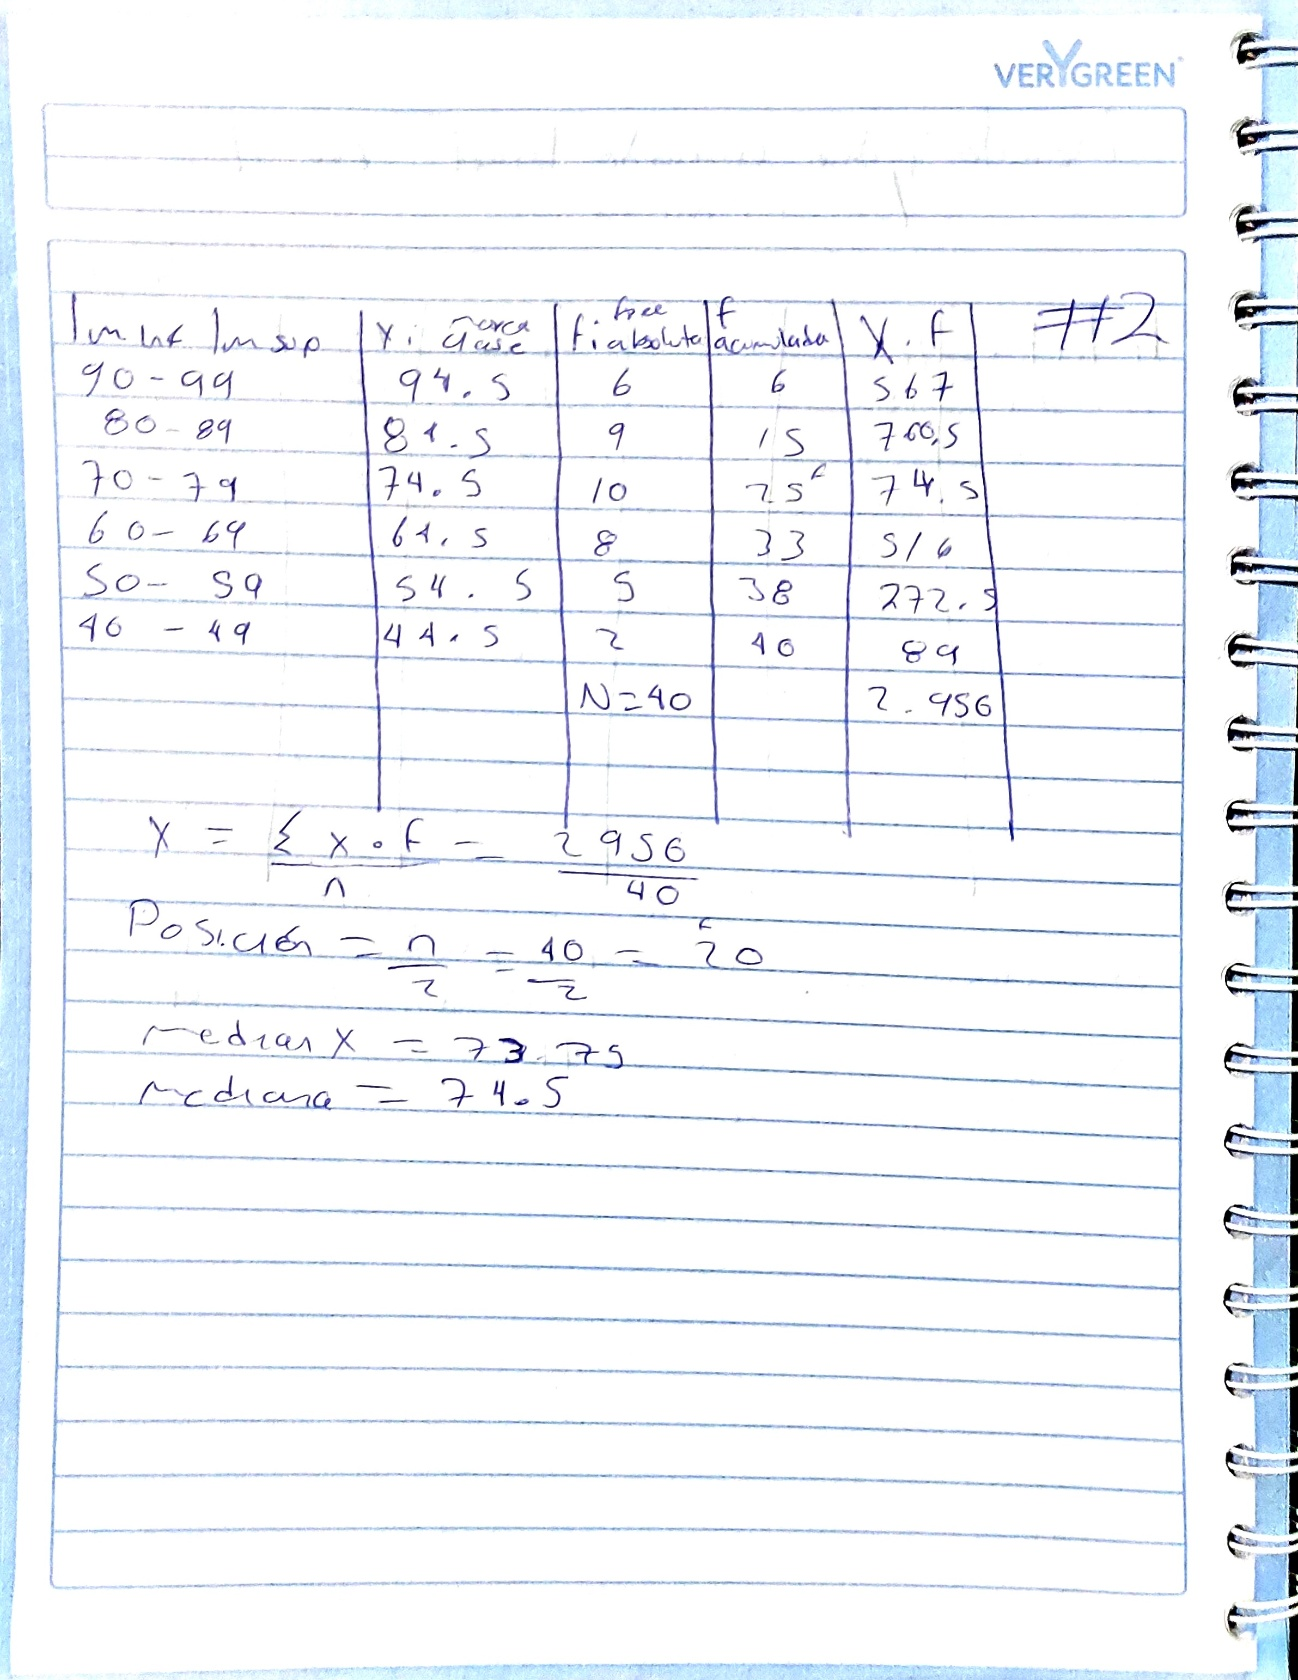 VERYGREEN
#2
lm inf lm sup | X: marca clase | fi frec absoluta | f acumulada | X . f
90 - 99 94.5 6 6 567
80 - 89 84.5 9 15 760.5
70 - 79 74.5 10 25 74.5
60 - 69 64.5 8 33 516
50 - 59 54.5 5 38 272.5
40 - 49 44.5 2 40 89
N=40 2.956
X = Σ x . f / n = 2956 / 40
Posición = n / 2 = 40 / 2 = 20
median X = 73.75
mediana = 74.5